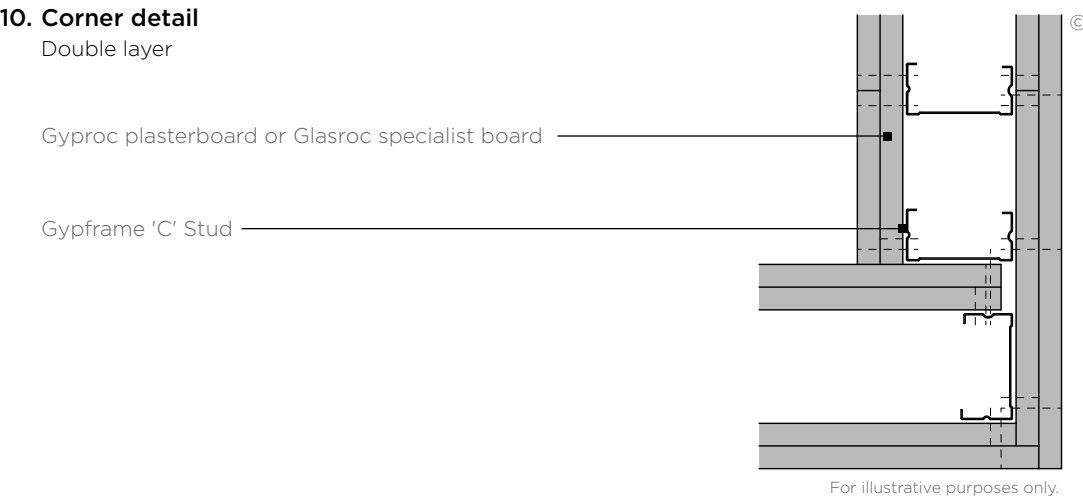 10. Corner detail
Double layer
©
Gyproc plasterboard or Glasroc specialist board
Gypframe 'C' Stud
For illustrative purposes only.